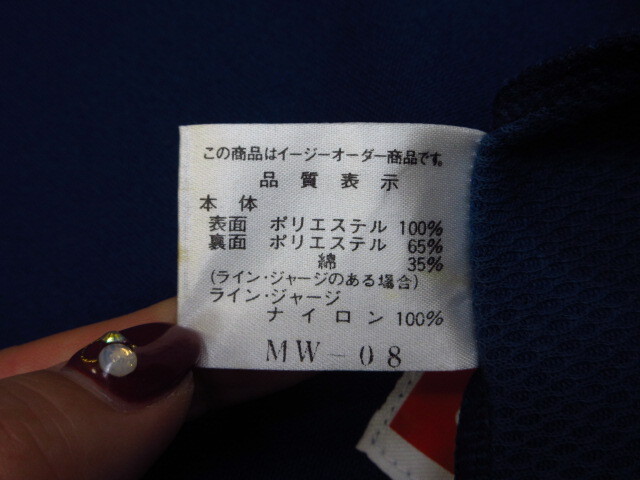 この商品はイージーオーダー商品です。
品質表示
本体
表面 ポリエステル 100%
裏面 ポリエステル 65%
綿 35%
(ライン・ジャージのある場合)
ライン・ジャージ
ナイロン 100%
MW-08